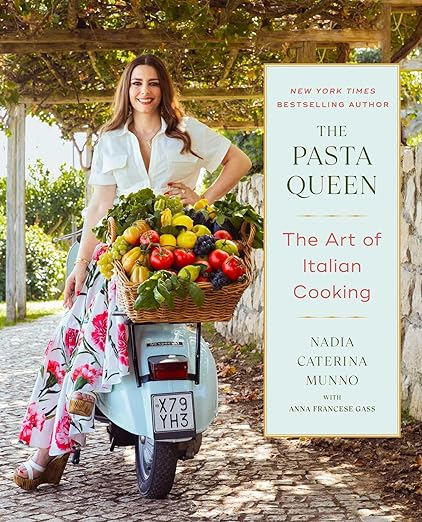 NEW YORK TIMES
BESTSELLING AUTHOR
THE
PASTA
QUEEN
The Art of
Italian
Cooking
NADIA
CATERINA
MUNNO
WITH
ANNA FRANCESE GASS
X79
YH3